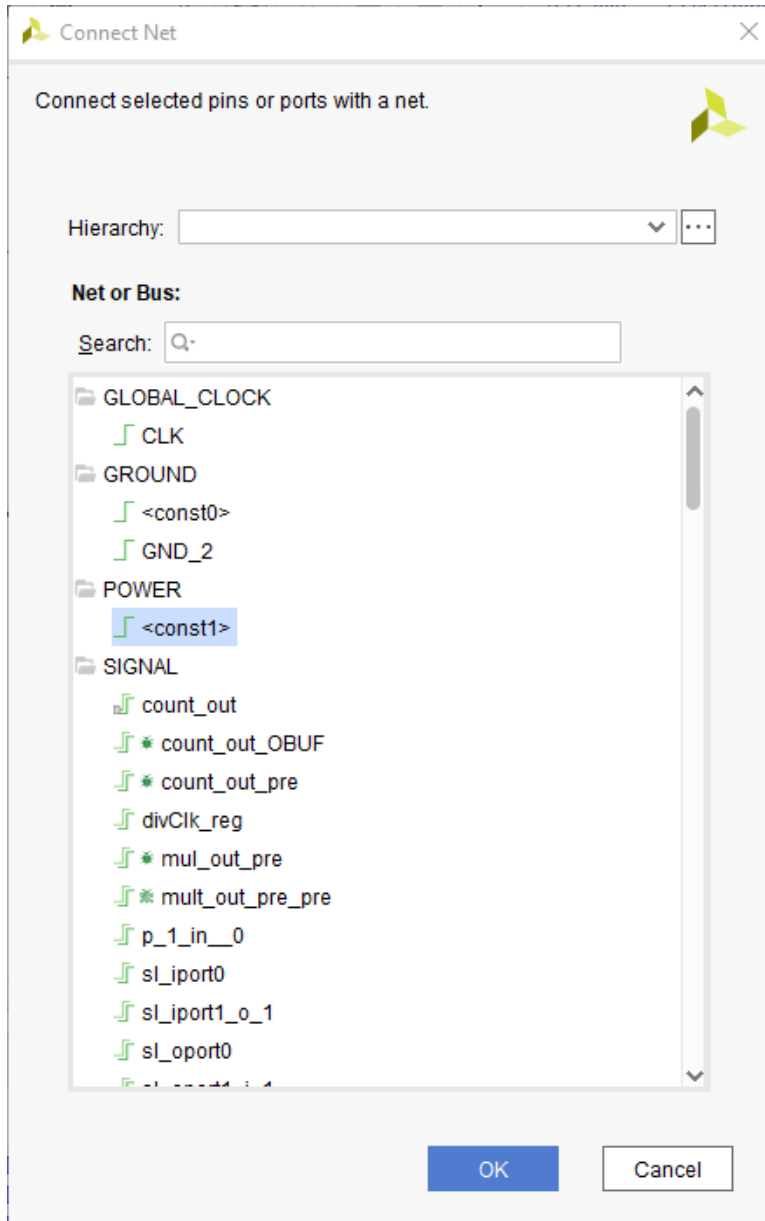 Connect Net
Connect selected pins or ports with a net.
Hierarchy:
Net or Bus:
Search:
GLOBAL_CLOCK
CLK
GROUND
<const0>
GND_2
POWER
<const1>
SIGNAL
count_out
count_out_OBUF
count_out_pre
divClk_reg
mul_out_pre
mult_out_pre_pre
p_1_in__0
sl_iport0
sl_iport1_o_1
sl_oport0
OK Cancel